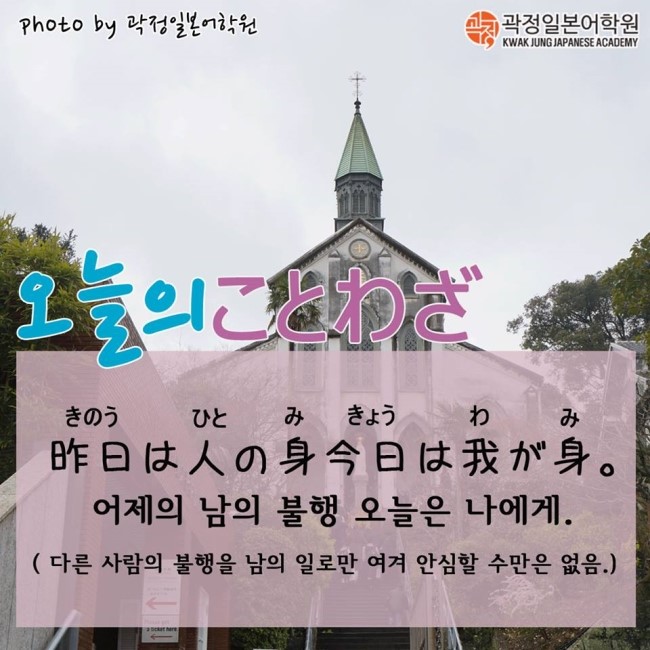 Photo by 곽정일본어학원
곽정
곽정일본어학원
KWAK JUNG JAPANESE ACADEMY
오늘의ことわざ
きのう ひと み きょう わ み
昨日は人の身今日は我が身。
어제의 남의 불행 오늘은 나에게.
( 다른 사람의 불행을 남의 일로만 여겨 안심할 수만은 없음.)
a ticket here